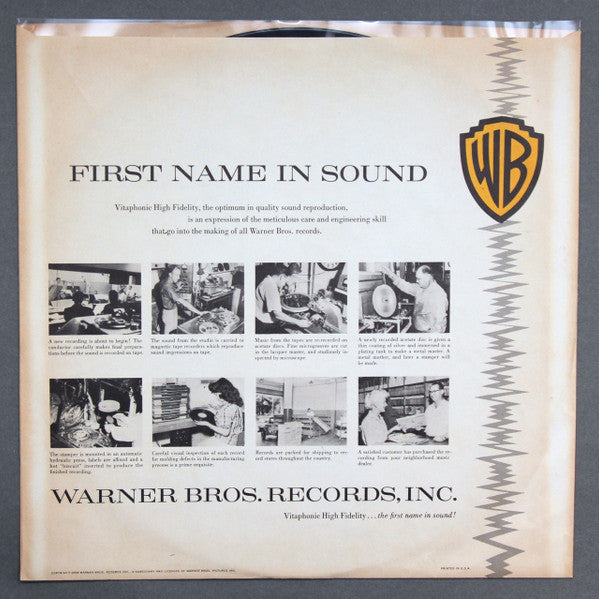 WB
FIRST NAME IN SOUND
Vitaphonic High Fidelity, the optimum in quality sound reproduction,
is an expression of the meticulous care and engineering skill
that go into the making of all Warner Bros. records.
A new recording is about to begin! The
conductor carefully makes final prepara-
tions before the sound is recorded on tape.
The sound from the studio is carried to
magnetic tape recorders which reproduce
sound impressions on tape.
Music from the tapes are re-recorded on
acetate discs. Fine microgrooves are cut
in the lacquer master, and studiously in-
spected by microscope.
A newly recorded acetate disc is given a
thin coating of silver and immersed in a
plating tank to make a metal master. A
metal mother, and later a stamper will
be made.
The stamper is mounted in an automatic
hydraulic press, labels are affixed and a
hot "biscuit" inserted to produce the
finished recording.
Careful visual inspection of each record
for molding defects in the manufacturing
process is a prime requisite.
Records are packed for shipping to rec-
ord stores throughout the country.
A satisfied customer has purchased the re-
cording from your neighborhood music
dealer.
WARNER BROS. RECORDS, INC.
Vitaphonic High Fidelity...the first name in sound!
PRINTED IN U.S.A.